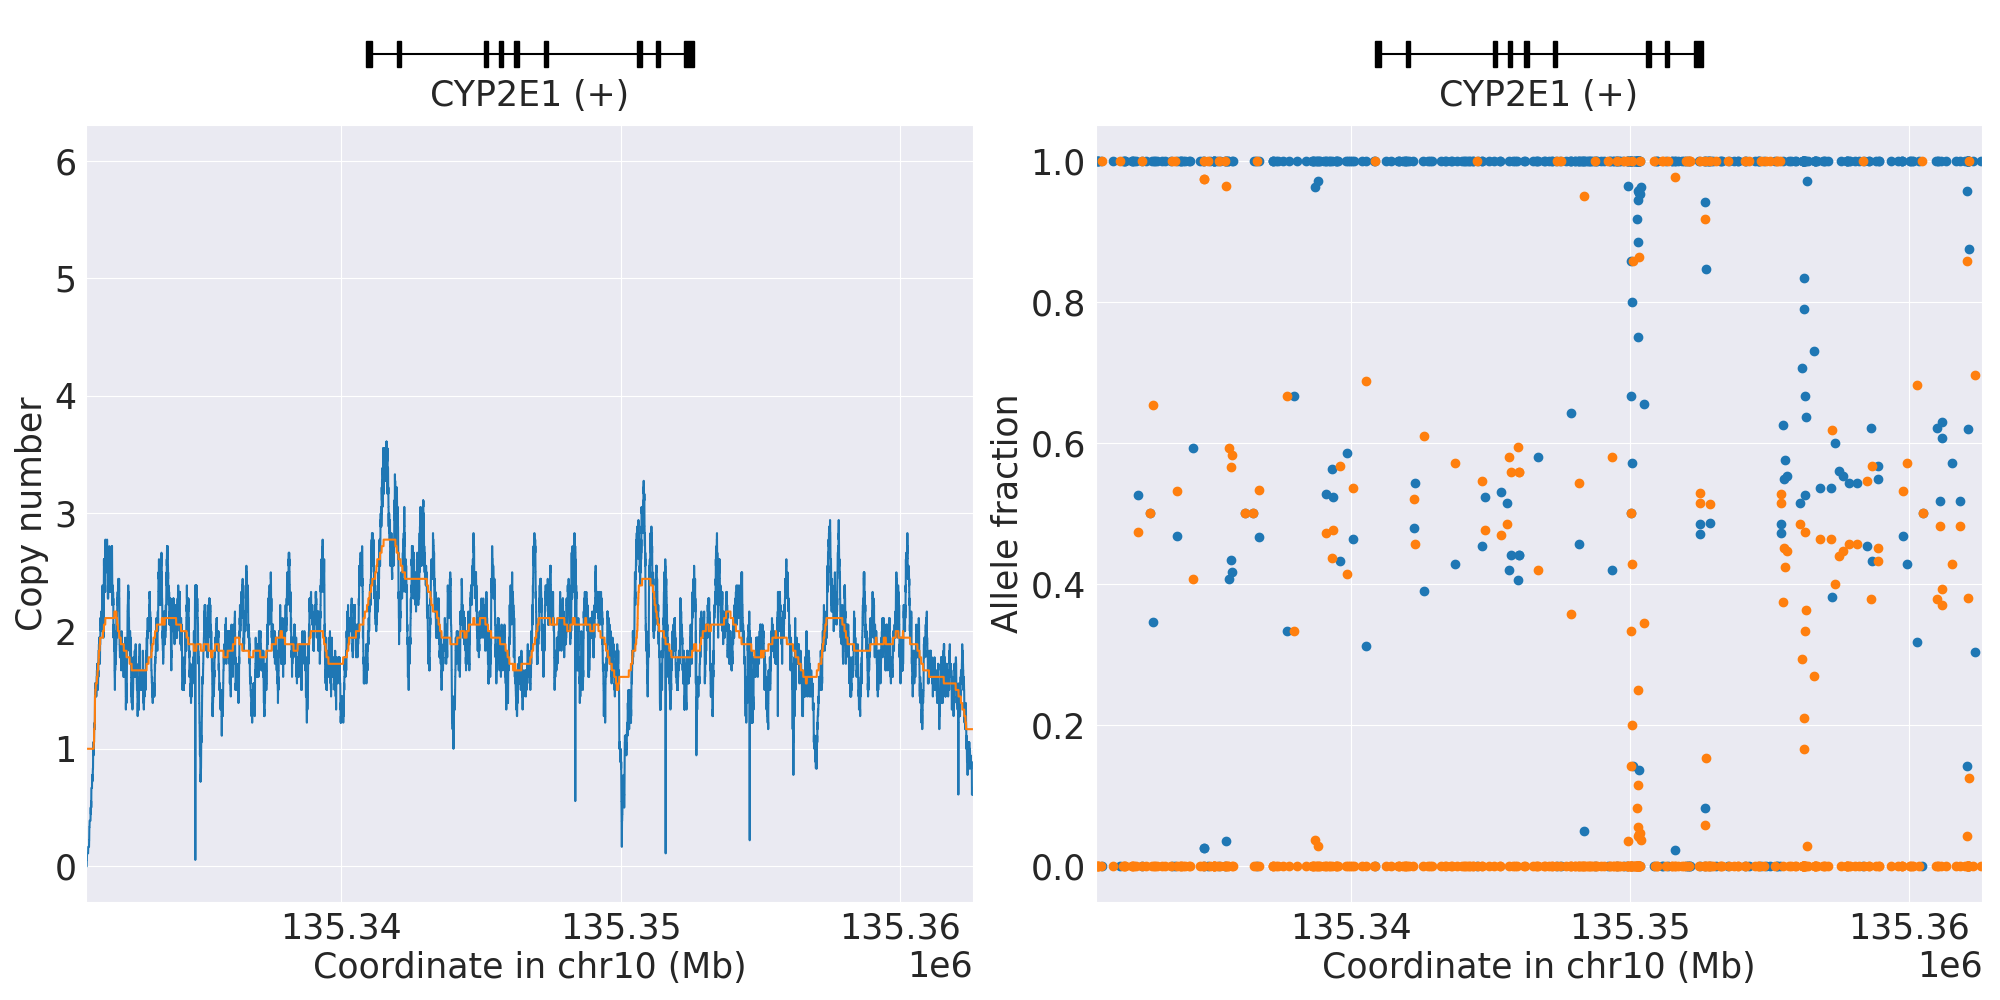 CYP2E1 (+)
CYP2E1 (+)
Copy number
6
5
4
3
2
1
0
135.34 135.35 135.36
Coordinate in chr10 (Mb) 1e6
Allele fraction
1.0
0.8
0.6
0.4
0.2
0.0
135.34 135.35 135.36
Coordinate in chr10 (Mb) 1e6